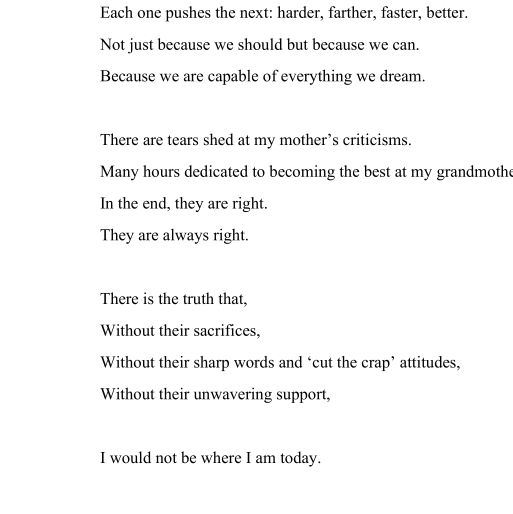 Each one pushes the next: harder, farther, faster, better.
Not just because we should but because we can.
Because we are capable of everything we dream.
There are tears shed at my mother’s criticisms.
Many hours dedicated to becoming the best at my
In the end, they are right.
They are always right.
There is the truth that,
Without their sacrifices,
Without their sharp words and ‘cut the crap’ attitudes,
Without their unwavering support,
I would not be where I am today.